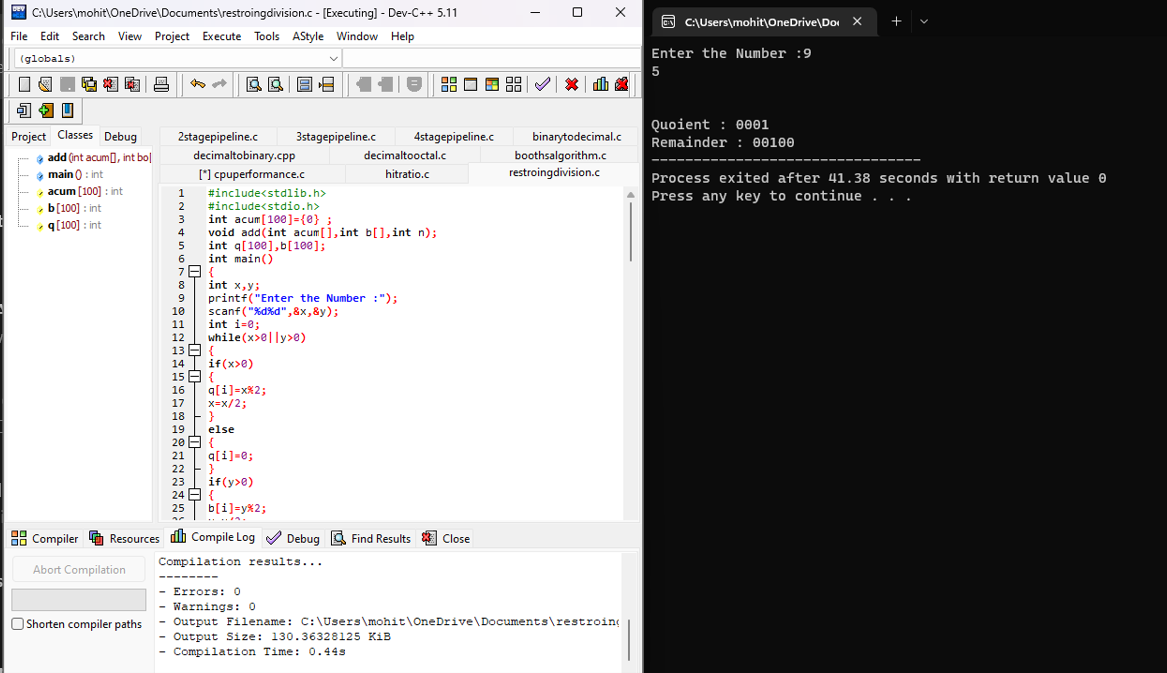 C:\Users\mohit\OneDrive\Documents\restroingdivision.c - [Executing] - Dev-C++ 5.11
File Edit Search View Project Execute Tools AStyle Window Help
(globals)
Project Classes Debug
add (int acum[], int bo
main () : int
acum [100] : int
b [100] : int
q [100] : int
2stagepipeline.c 3stagepipeline.c 4stagepipeline.c binarytodecimal.c
decimaltobinary.cpp decimaltooctal.c boothsalgorithm.c
[*] cpuperformance.c hitratio.c restroingdivision.c
1 #include<stdlib.h>
2 #include<stdio.h>
3 int acum[100]={0} ;
4 void add(int acum[],int b[],int n);
5 int q[100],b[100];
6 int main()
7 {
8 int x,y;
9 printf("Enter the Number :");
10 scanf("%d%d",&x,&y);
11 int i=0;
12 while(x>0||y>0)
13 {
14 if(x>0)
15 {
16 q[i]=x%2;
17 x=x/2;
18 }
19 else
20 {
21 q[i]=0;
22 }
23 if(y>0)
24 {
25 b[i]=y%2;
Compiler Resources Compile Log Debug Find Results Close
Abort Compilation
Shorten compiler paths
Compilation results...
--------
- Errors: 0
- Warnings: 0
- Output Filename: C:\Users\mohit\OneDrive\Documents\restroing
- Output Size: 130.36328125 KiB
- Compilation Time: 0.44s
C:\Users\mohit\OneDrive\Doc
Enter the Number :9
5
Quoient : 0001
Remainder : 00100
--------------------------------
Process exited after 41.38 seconds with return value 0
Press any key to continue . . .